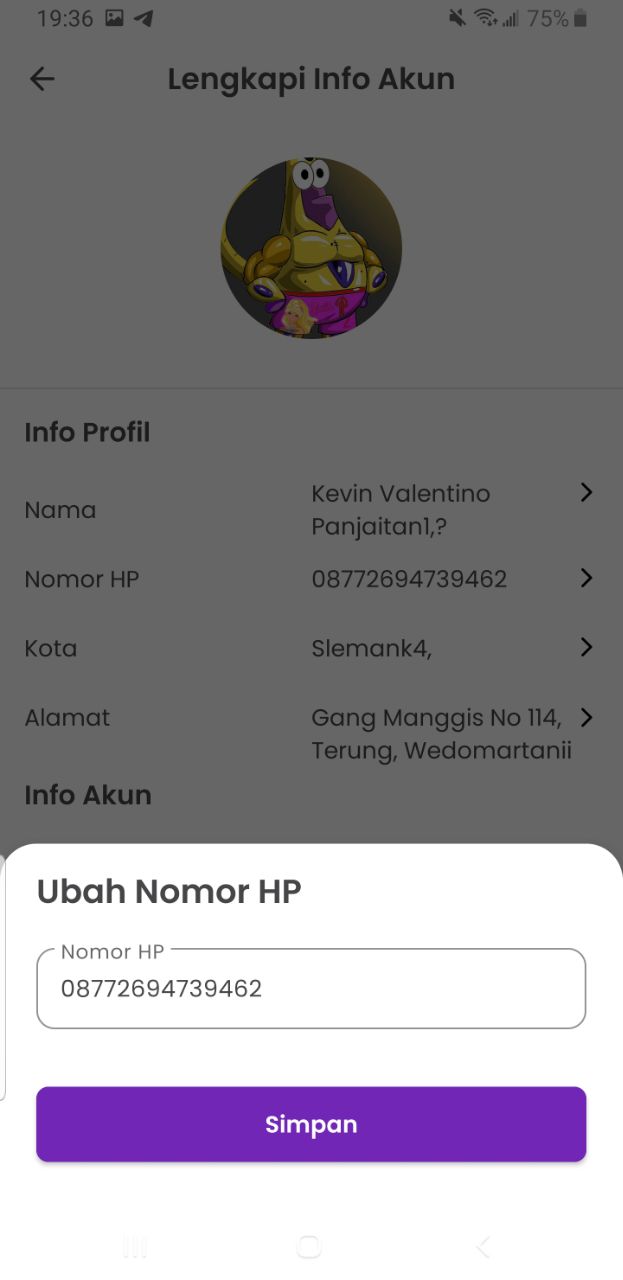 19:36 75%
Lengkapi Info Akun
Info Profil
Nama
Kevin Valentino
Panjaitan1,?
Nomor HP 08772694739462
Kota Slemank4,
Alamat Gang Manggis No 114,
Terung, Wedomartanii
Info Akun
Ubah Nomor HP
Nomor HP
08772694739462
Simpan